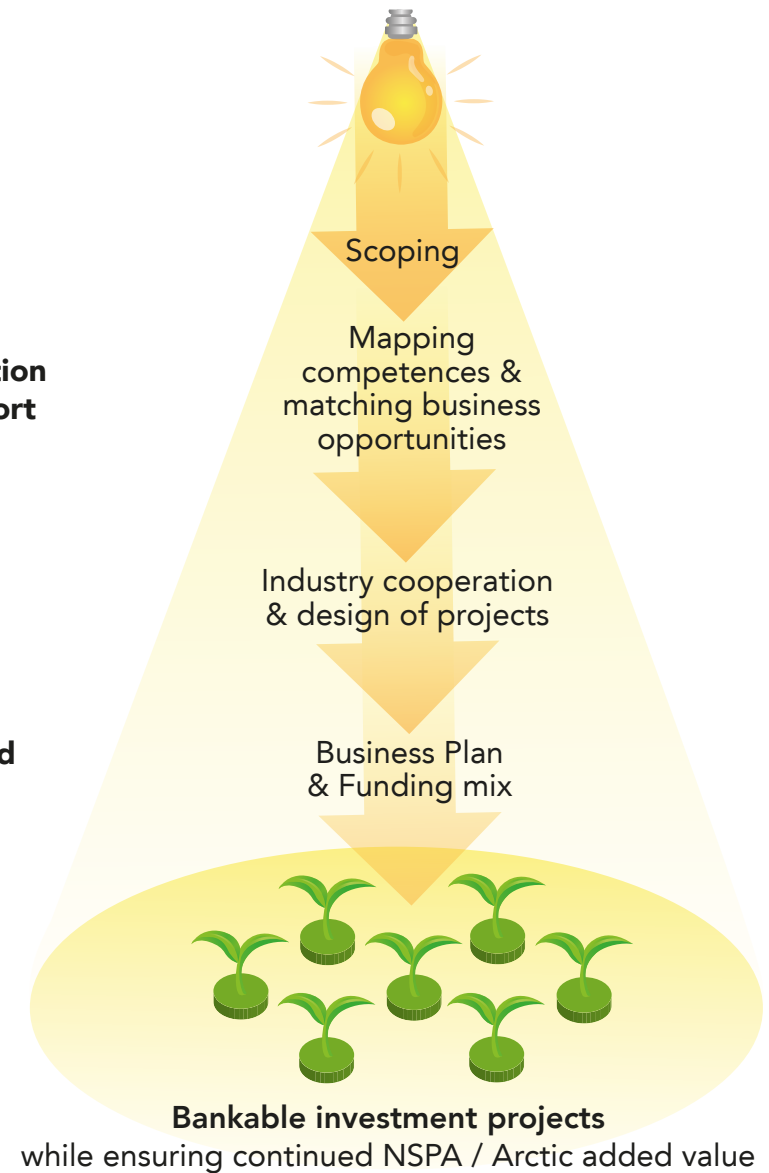 Scoping
Mapping
competences &
matching business
opportunities
Industry cooperation
& design of projects
Business Plan
& Funding mix
Bankable investment projects
while ensuring continued NSPA / Arctic added value